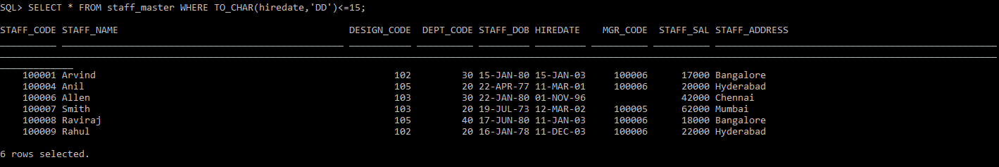 SQL> SELECT * FROM staff_master WHERE TO_CHAR(hiredate,'DD')<=15;
STAFF_CODE STAFF_NAME DESIGN_CODE DEPT_CODE STAFF_DOB HIREDATE MGR_CODE STAFF_SAL STAFF_ADDRESS
100001 Arvind 102 30 15-JAN-80 15-JAN-03 100006 17000 Bangalore
100004 Anil 105 20 22-APR-77 11-MAR-01 100006 20000 Hyderabad
100006 Allen 103 30 22-JAN-80 01-NOV-96 42000 Chennai
100007 Smith 103 20 19-JUL-73 12-MAR-02 100005 62000 Mumbai
100008 Raviraj 105 40 17-JUN-80 11-JAN-03 100006 18000 Bangalore
100009 Rahul 102 20 16-JAN-78 11-DEC-03 100006 22000 Hyderabad
6 rows selected.